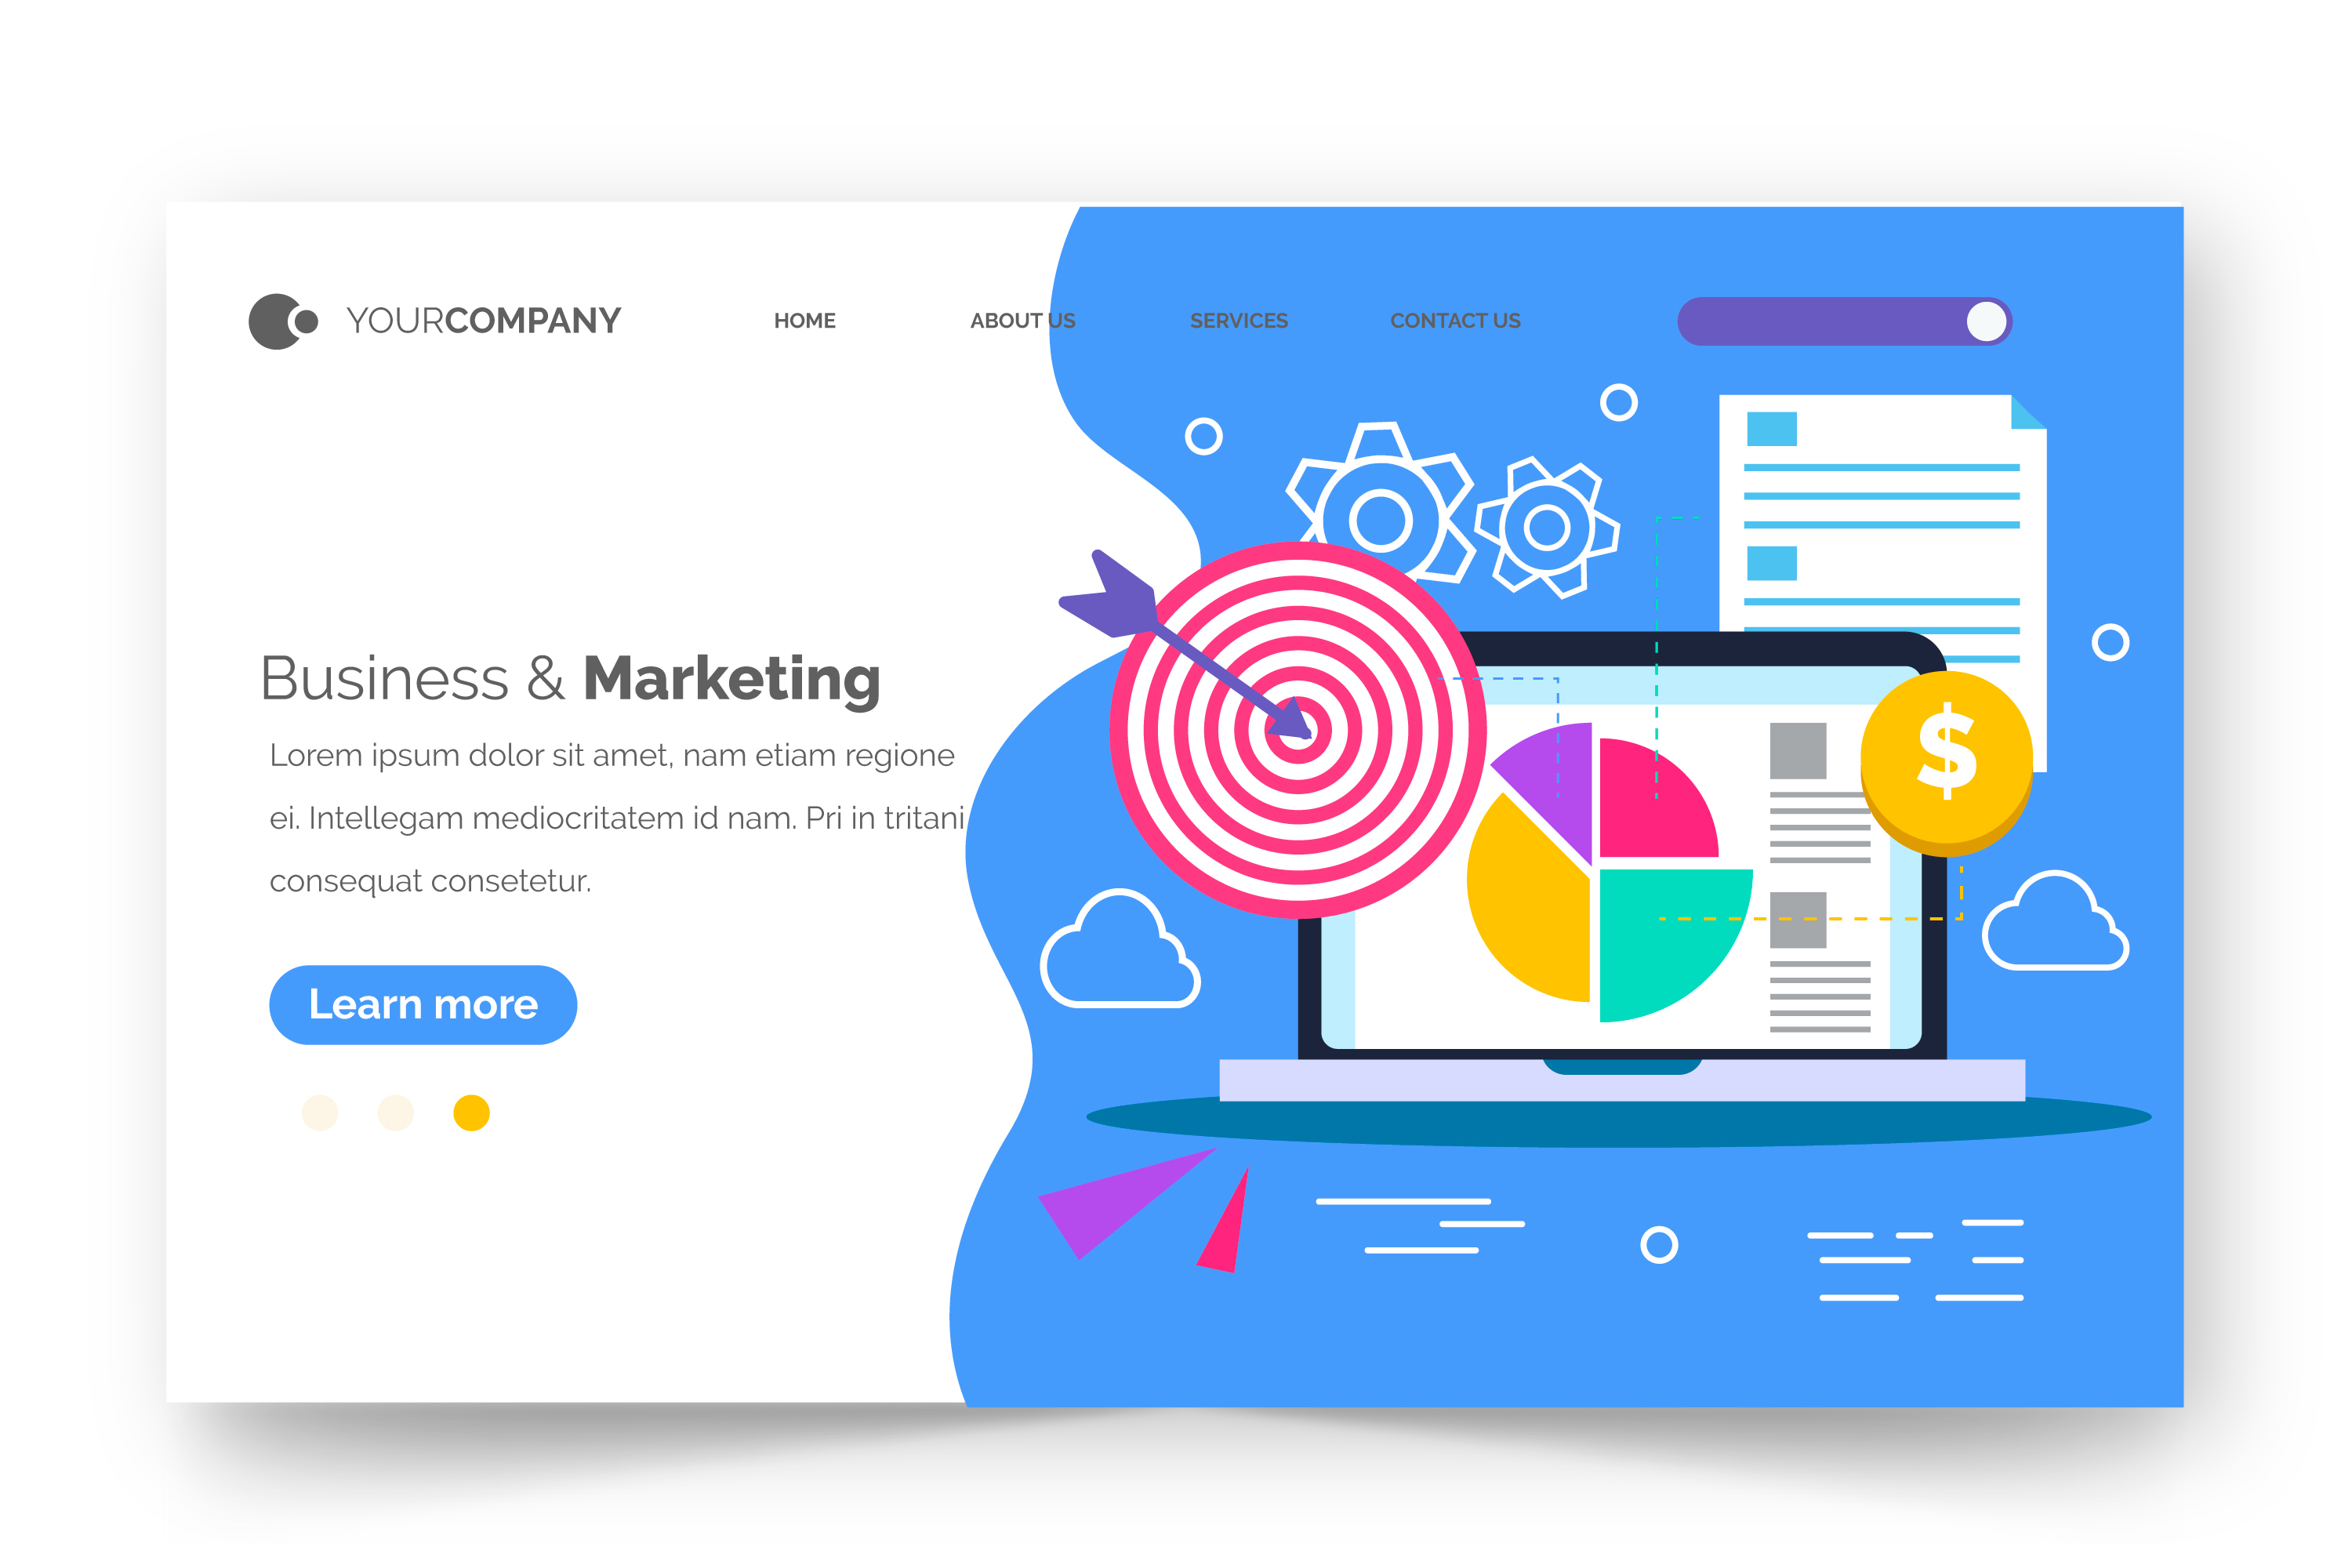 YOURCOMPANY
HOME
ABOUT US
SERVICES
CONTACT US
Business & Marketing
Lorem ipsum dolor sit amet, nam etiam regione
ei. Intellegam mediocritatem id nam. Pri in tritani
consequat consetetur.
Learn more
$